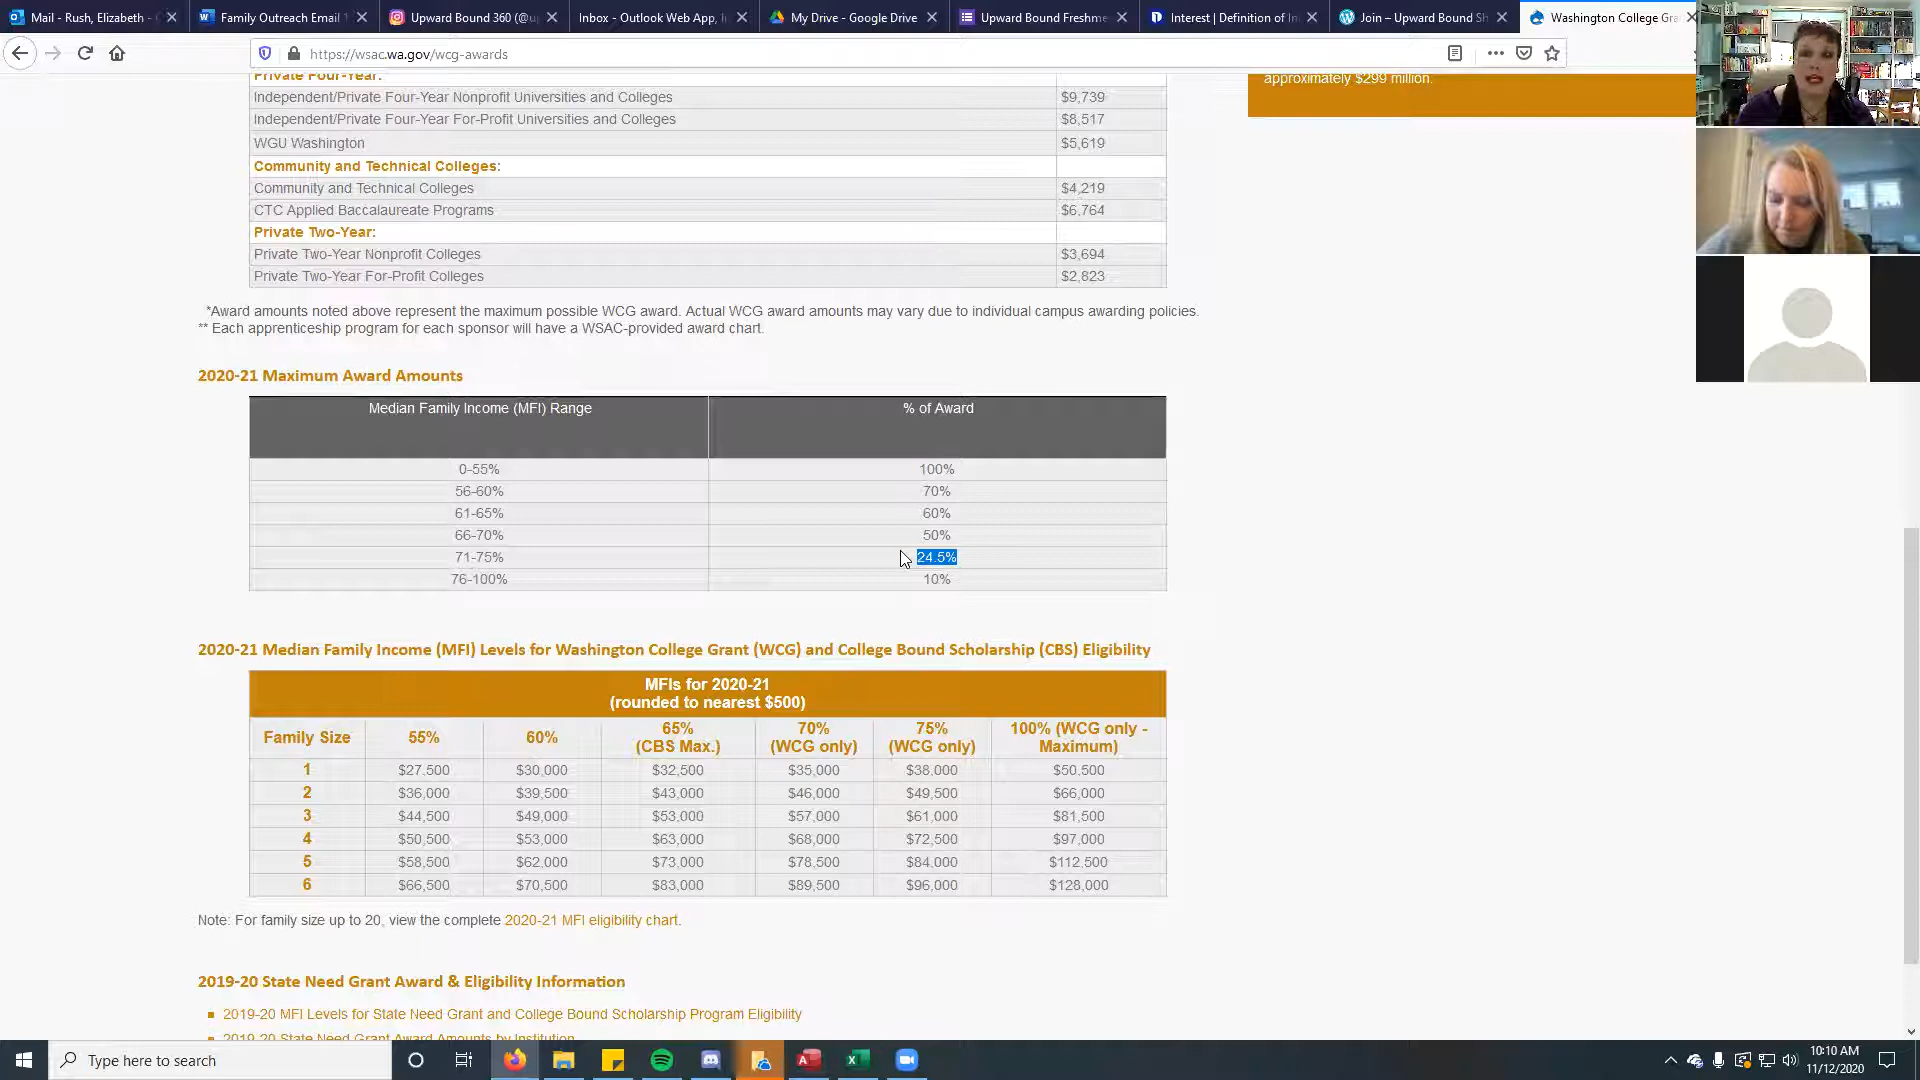 Mail - Rush, Elizabeth -
Family Outreach Email
Upward Bound 360 (@u
Inbox - Outlook Web App,
My Drive - Google Drive
Upward Bound Freshme
Interest | Definition of In
Join – Upward Bound Sh
Washington College Gra
https://wsac.wa.gov/wcg-awards
approximately $299 million.
Private Four-Year:
Independent/Private Four-Year Nonprofit Universities and Colleges $9,739
Independent/Private Four-Year For-Profit Universities and Colleges $8,517
WGU Washington $5,619
Community and Technical Colleges:
Community and Technical Colleges $4,219
CTC Applied Baccalaureate Programs $6,764
Private Two-Year:
Private Two-Year Nonprofit Colleges $3,694
Private Two-Year For-Profit Colleges $2,823
*Award amounts noted above represent the maximum possible WCG award. Actual WCG award amounts may vary due to individual campus awarding policies.
** Each apprenticeship program for each sponsor will have a WSAC-provided award chart.
2020-21 Maximum Award Amounts
Median Family Income (MFI) Range % of Award
0-55% 100%
56-60% 70%
61-65% 60%
66-70% 50%
71-75% 24.5%
76-100% 10%
2020-21 Median Family Income (MFI) Levels for Washington College Grant (WCG) and College Bound Scholarship (CBS) Eligibility
MFIs for 2020-21
(rounded to nearest $500)
Family Size 55% 60% 65% (CBS Max.) 70% (WCG only) 75% (WCG only) 100% (WCG only - Maximum)
1 $27,500 $30,000 $32,500 $35,000 $38,000 $50,500
2 $36,000 $39,500 $43,000 $46,000 $49,500 $66,000
3 $44,500 $49,000 $53,000 $57,000 $61,000 $81,500
4 $50,500 $53,000 $63,000 $68,000 $72,500 $97,000
5 $58,500 $62,000 $73,000 $78,500 $84,000 $112,500
6 $66,500 $70,500 $83,000 $89,500 $96,000 $128,000
Note: For family size up to 20, view the complete 2020-21 MFI eligibility chart.
2019-20 State Need Grant Award & Eligibility Information
2019-20 MFI Levels for State Need Grant and College Bound Scholarship Program Eligibility
2019-20 State Need Grant Award Amounts by Institution
Type here to search
10:10 AM
11/12/2020